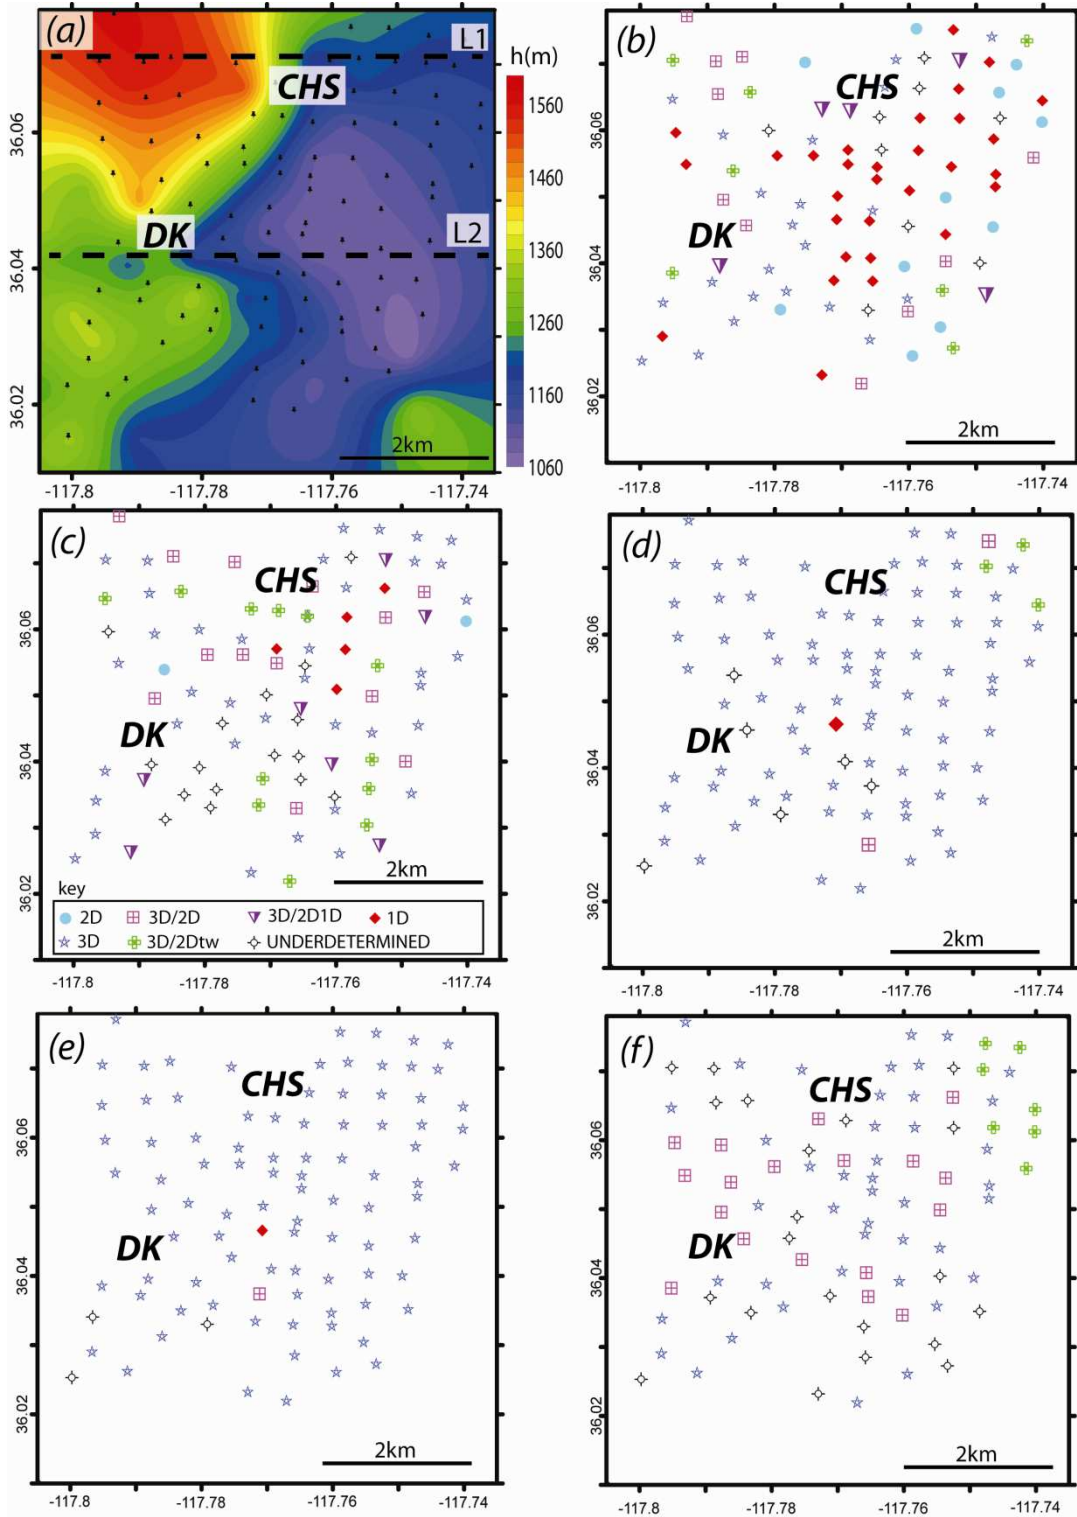 (a)
L1
CHS
DK
L2
2km
h(m)
1560
1460
1360
1260
1160
1060
36.06
36.04
36.02
-117.8
-117.78
-117.76
-117.74
(b)
CHS
DK
2km
36.06
36.04
36.02
-117.8
-117.78
-117.76
-117.74
(c)
CHS
DK
2km
key
2D 3D/2D 3D/2D1D 1D
3D 3D/2Dtw UNDERDETERMINED
36.06
36.04
36.02
-117.8
-117.78
-117.76
-117.74
(d)
CHS
DK
2km
36.06
36.04
36.02
-117.8
-117.78
-117.76
-117.74
(e)
CHS
DK
2km
36.06
36.04
36.02
-117.8
-117.78
-117.76
-117.74
(f)
CHS
DK
2km
36.06
36.04
36.02
-117.8
-117.78
-117.76
-117.74